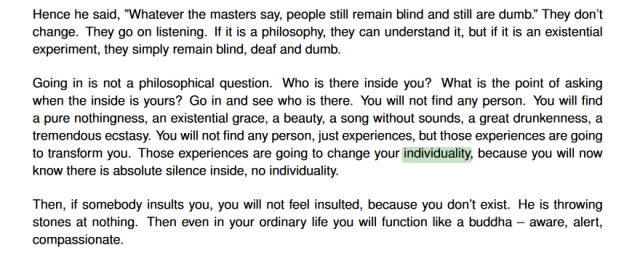 Hence he said, "Whatever the masters say, people still remain blind and still are dumb." They don't
change. They go on listening. If it is a philosophy, they can understand it, but if it is an existential
experiment, they simply remain blind, deaf and dumb.
Going in is not a philosophical question. Who is there inside you? What is the point of asking
when the inside is yours? Go in and see who is there. You will not find any person. You will find
a pure nothingness, an existential grace, a beauty, a song without sounds, a great drunkenness, a
tremendous ecstasy. You will not find any person, just experiences, but those experiences are going
to transform you. Those experiences are going to change your individuality, because you will now
know there is absolute silence inside, no individuality.
Then, if somebody insults you, you will not feel insulted, because you don't exist. He is throwing
stones at nothing. Then even in your ordinary life you will function like a buddha – aware, alert,
compassionate.